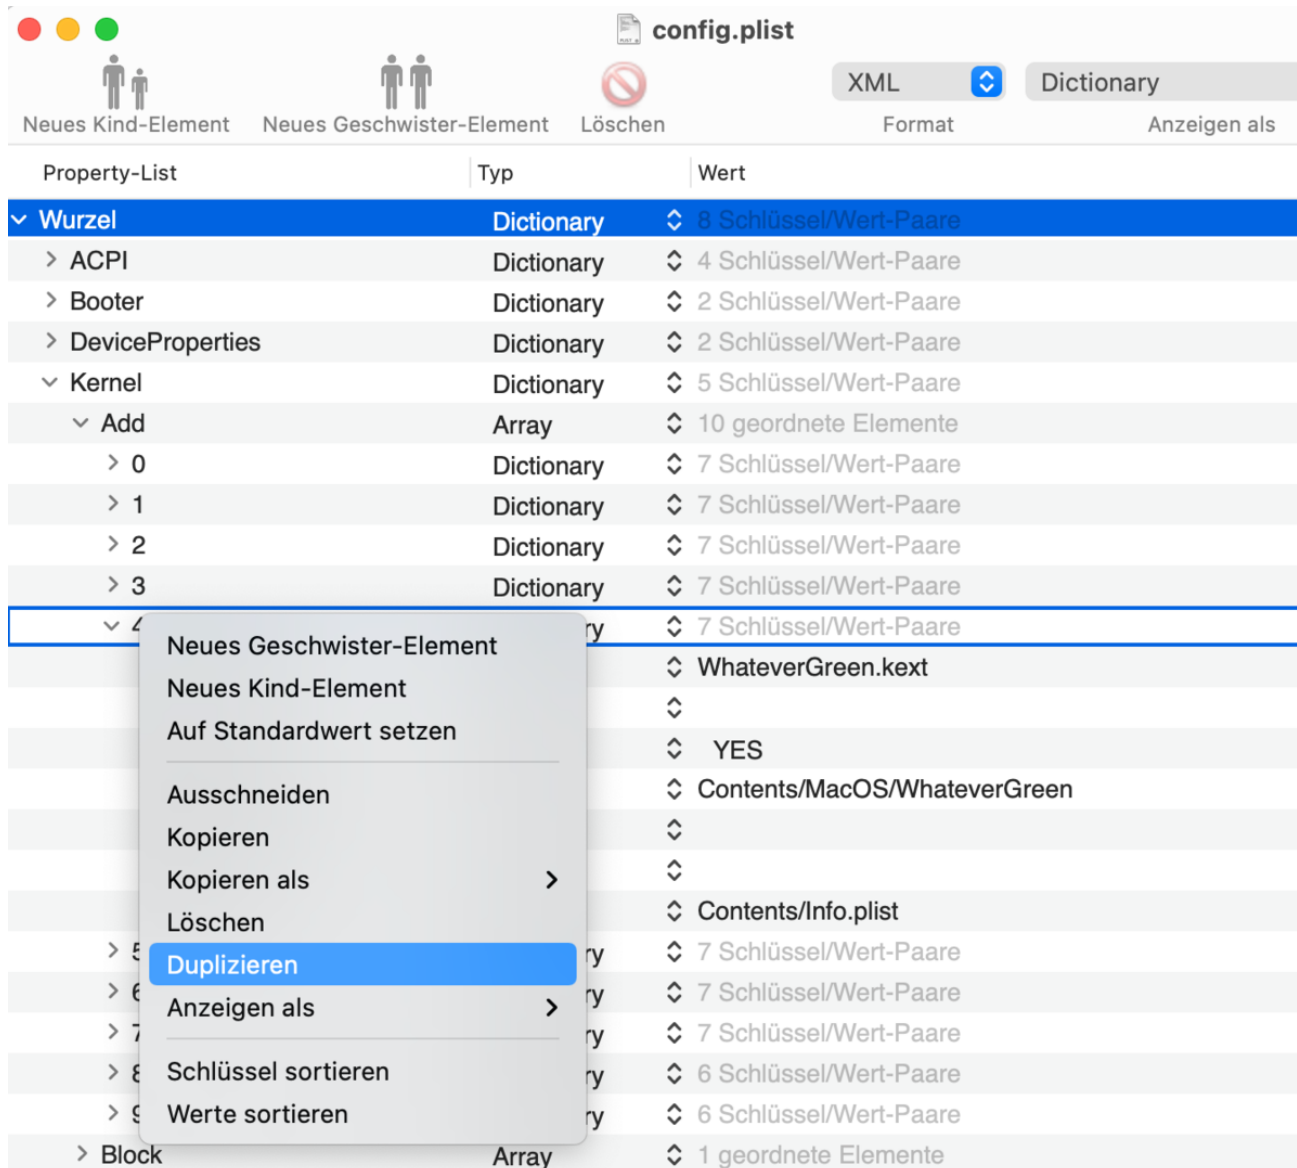 config.plist
XML Dictionary
Neues Kind-Element Neues Geschwister-Element Löschen Format Anzeigen als
Property-List Typ Wert
Wurzel Dictionary 8 Schlüssel/Wert-Paare
ACPI Dictionary 4 Schlüssel/Wert-Paare
Booter Dictionary 2 Schlüssel/Wert-Paare
DeviceProperties Dictionary 2 Schlüssel/Wert-Paare
Kernel Dictionary 5 Schlüssel/Wert-Paare
Add Array 10 geordnete Elemente
0 Dictionary 7 Schlüssel/Wert-Paare
1 Dictionary 7 Schlüssel/Wert-Paare
2 Dictionary 7 Schlüssel/Wert-Paare
3 Dictionary 7 Schlüssel/Wert-Paare
7 Schlüssel/Wert-Paare
Neues Geschwister-Element
WhateverGreen.kext
Neues Kind-Element
Auf Standardwert setzen
YES
Contents/MacOS/WhateverGreen
Ausschneiden
Kopieren
Kopieren als
Contents/Info.plist
Löschen
7 Schlüssel/Wert-Paare
Duplizieren
7 Schlüssel/Wert-Paare
Anzeigen als
7 Schlüssel/Wert-Paare
Schlüssel sortieren 6 Schlüssel/Wert-Paare
Werte sortieren 6 Schlüssel/Wert-Paare
Block Array 1 geordnete Elemente